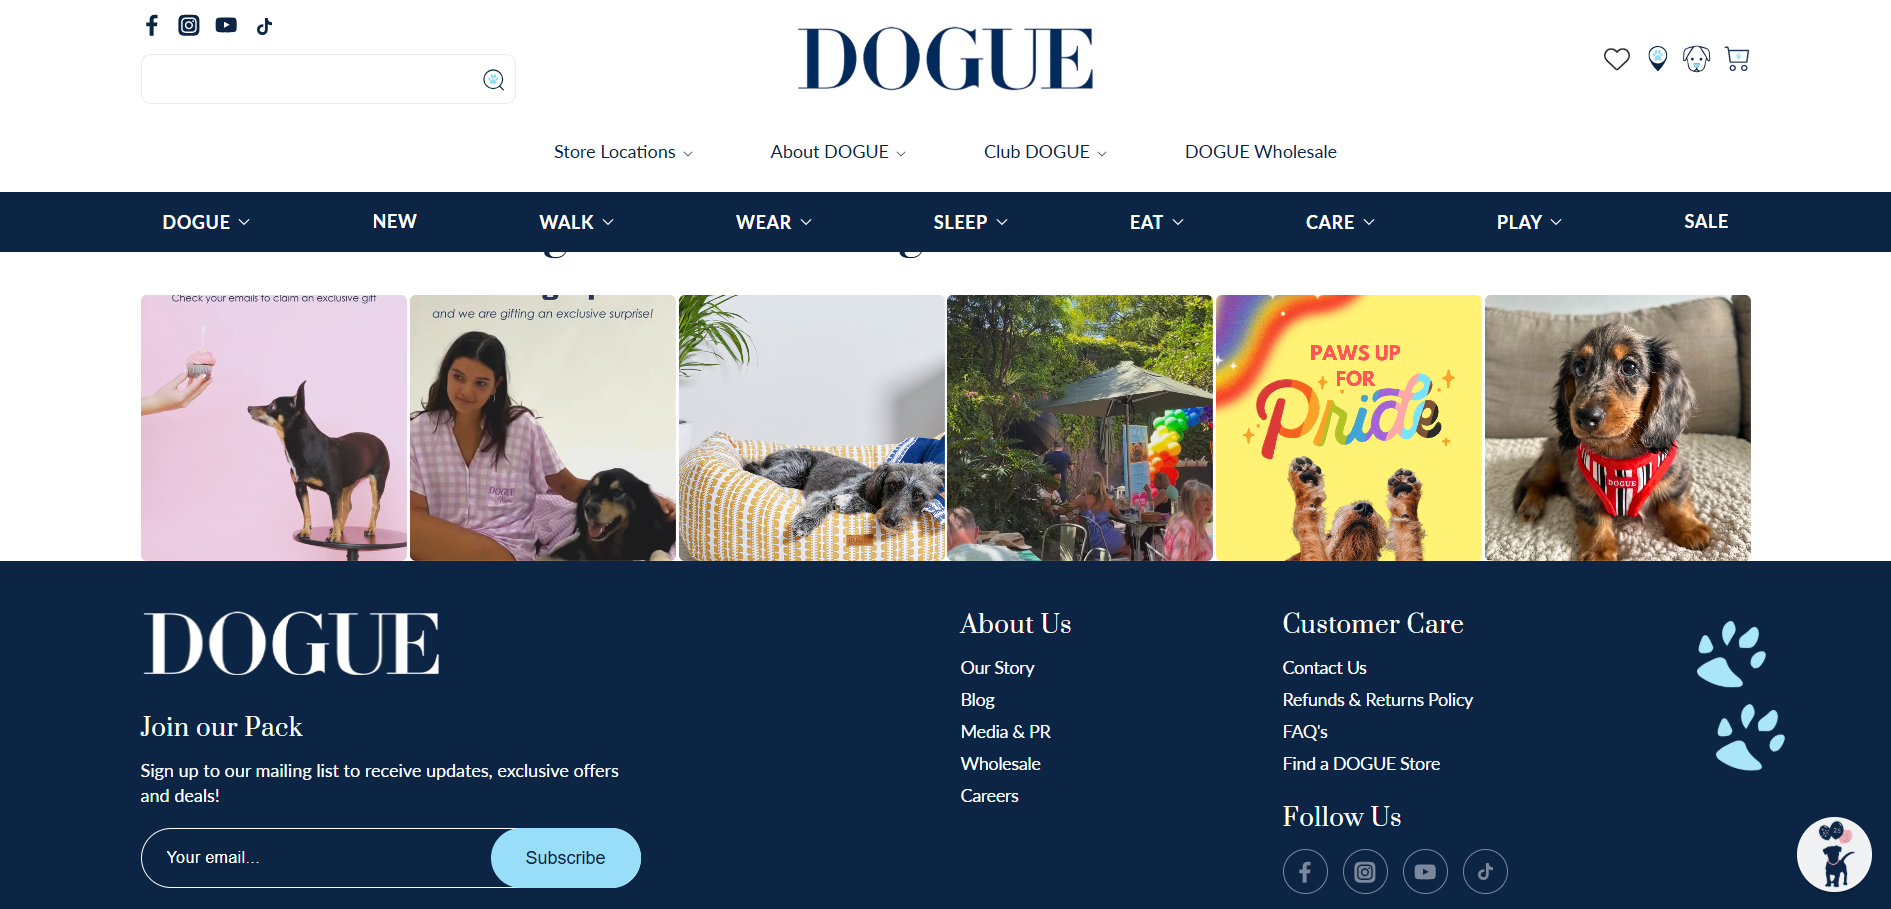 DOGUE
Store Locations
About DOGUE
Club DOGUE
DOGUE Wholesale
DOGUE
NEW
WALK
WEAR
SLEEP
EAT
CARE
PLAY
SALE
Check your emails to claim an exclusive gift
and we are gifting an exclusive surprise!
DOGUE
PAWS UP
FOR
Pride
DOGUE
DOGUE
Join our Pack
Sign up to our mailing list to receive updates, exclusive offers
and deals!
Your email...
Subscribe
About Us
Our Story
Blog
Media & PR
Wholesale
Careers
Customer Care
Contact Us
Refunds & Returns Policy
FAQ's
Find a DOGUE Store
Follow Us
25